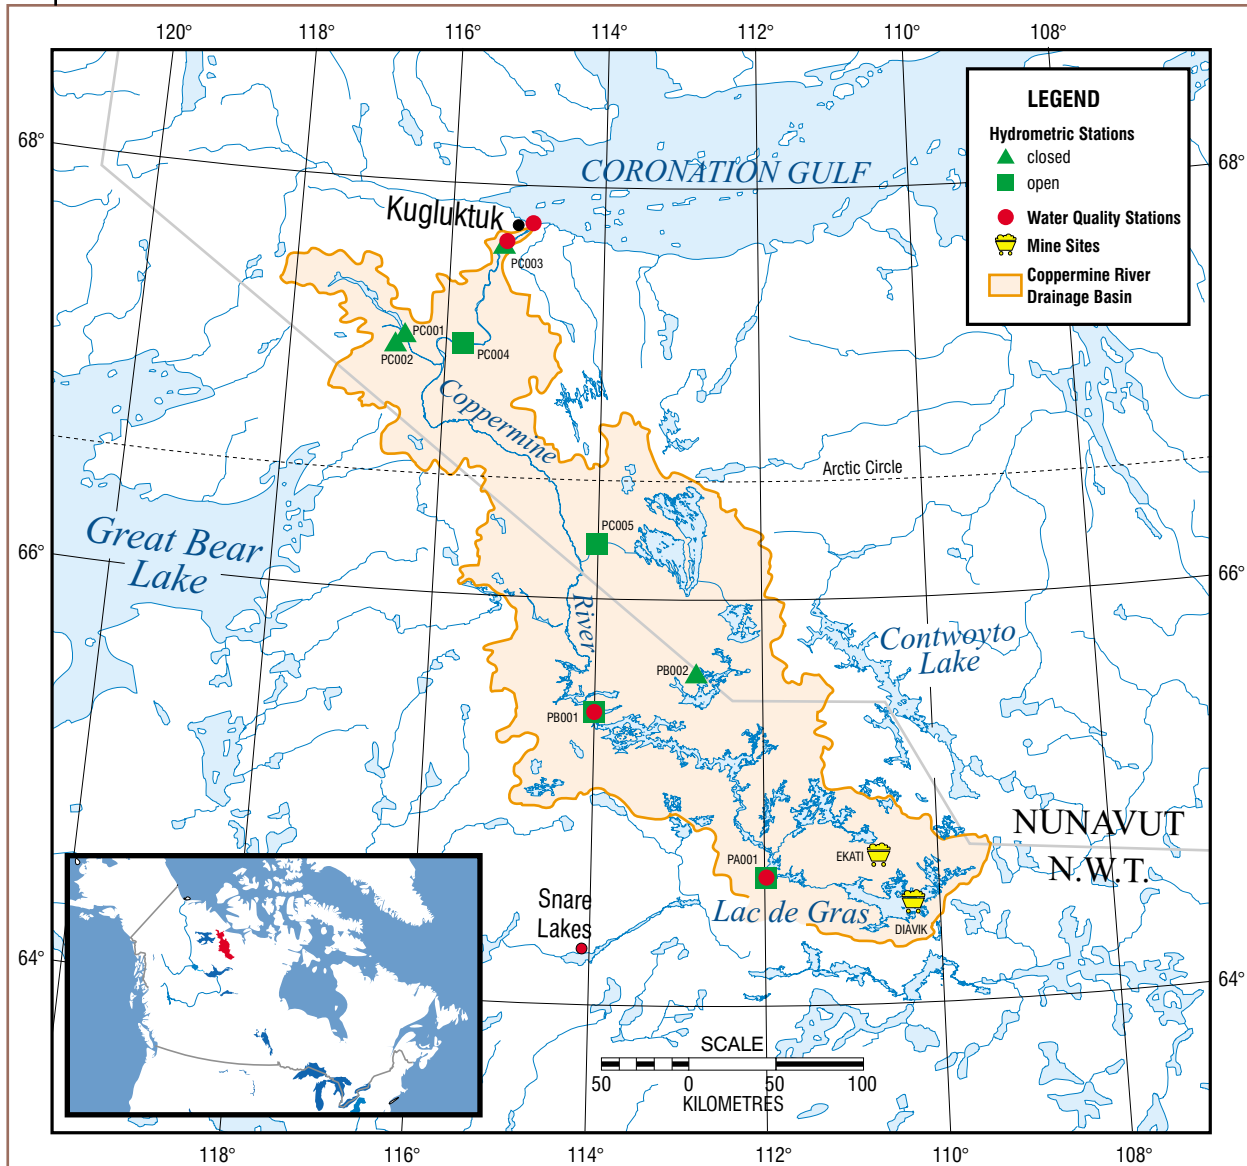 120° 118° 116° 114° 112° 110° 108°
LEGEND
Hydrometric Stations
closed
open
Water Quality Stations
Mine Sites
Coppermine River
Drainage Basin
68°
68°
CORONATION GULF
Kugluktuk
PC003
PC001
PC002
PC004
Coppermine
Arctic Circle
PC005
Great Bear
Lake
66°
66°
River
Contwoyto
Lake
PB002
PB001
NUNAVUT
N.W.T.
EKATI
PA001
Lac de Gras
DIAVIK
Snare
Lakes
64°
64°
SCALE
50 0 50 100
KILOMETRES
118° 116° 114° 112° 110° 108°